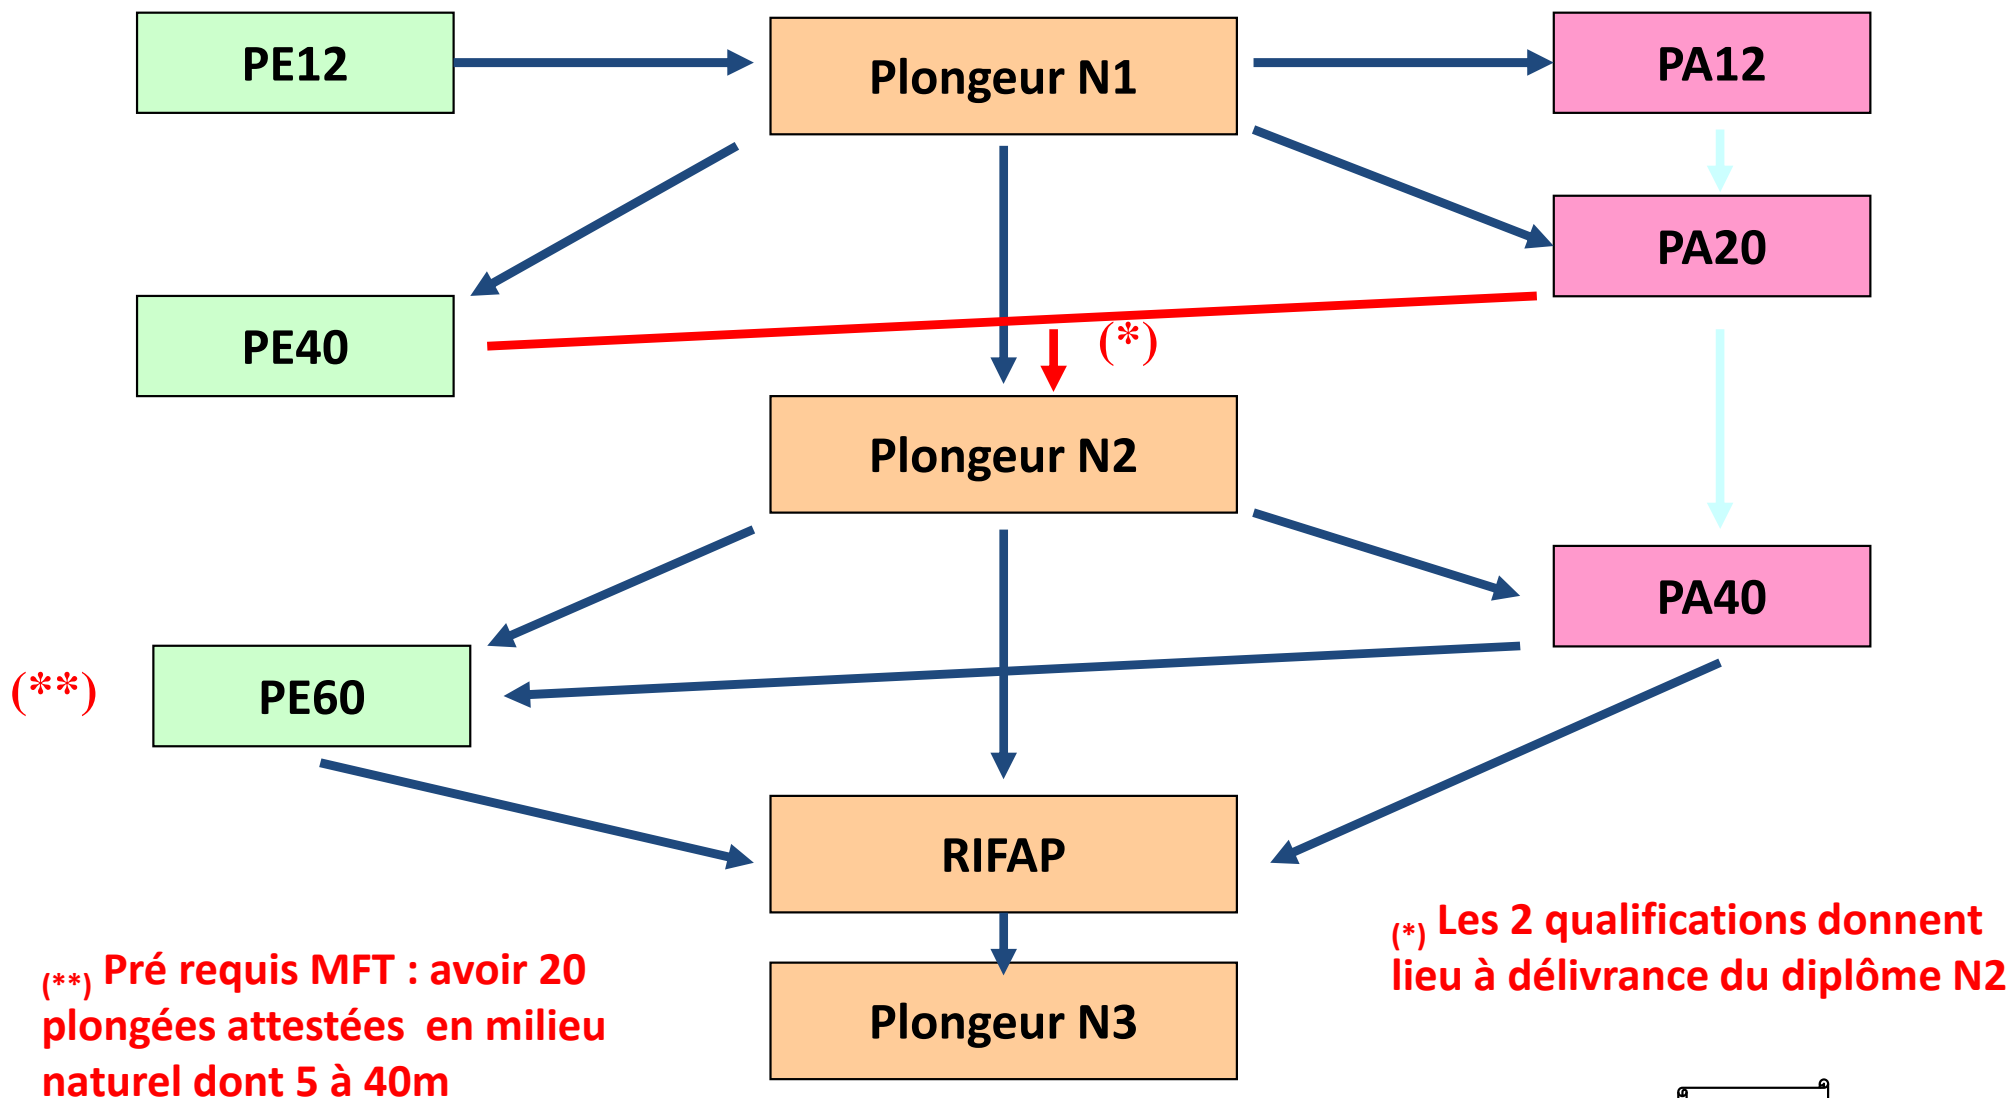 PE12
Plongeur N1
PA12
PA20
PE40
(*)
Plongeur N2
PA40
(**)
PE60
RIFAP
(*) Les 2 qualifications donnent
lieu à délivrance du diplôme N2
(**) Pré requis MFT : avoir 20
plongées attestées en milieu
naturel dont 5 à 40m
Plongeur N3